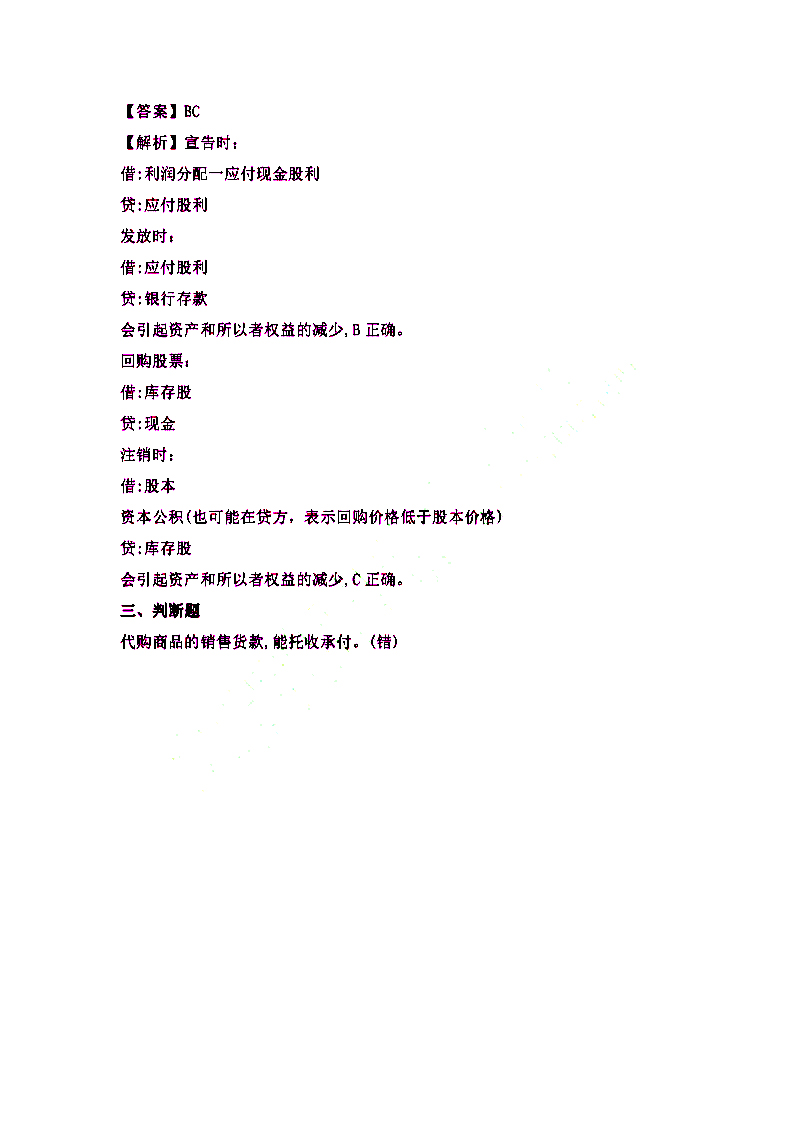 【答案】BC
【解析】宣告时:
借:利润分配一应付现金股利
贷:应付股利
发放时:
借:应付股利
贷:银行存款
会引起资产和所以者权益的减少,B 正确。
回购股票:
借:库存股
贷:现金
注销时:
借:股本
资本公积(也可能在贷方，表示回购价格低于股本价格)
贷:库存股
会引起资产和所以者权益的减少,C 正确。
三、判断题
代购商品的销售货款,能托收承付。(错)